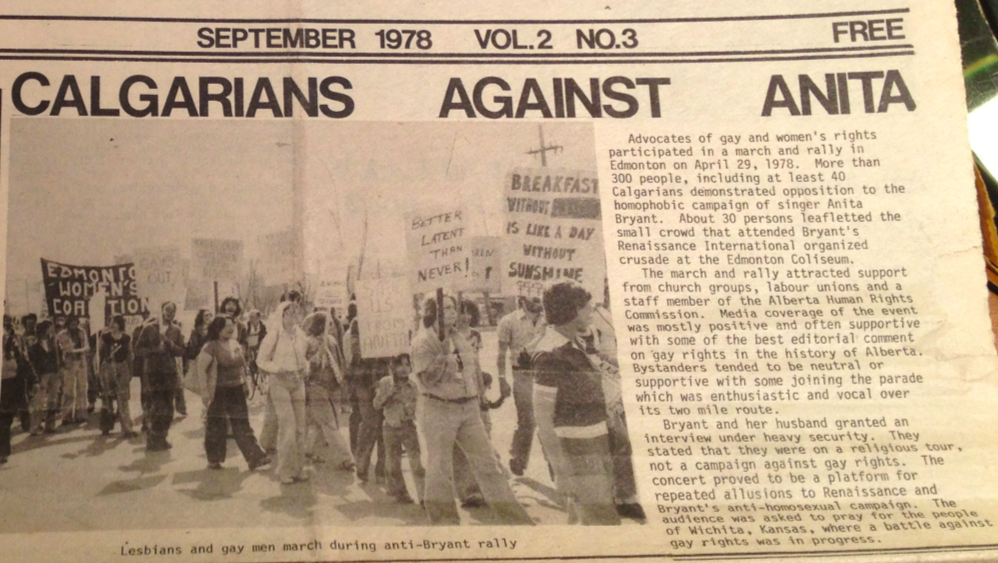 SEPTEMBER 1978 VOL.2 NO.3 FREE
CALGARIANS AGAINST ANITA
EDMONTO
WOMEN'S
COALITION
OUT
BETTER
LATENT
THAN
NEVER!
BREAKFAST
WITHOUT
IS LIKE A DAY
WITHOUT
SUNSHINE
Advocates of gay and women's rights
participated in a march and rally in
Edmonton on April 29, 1978. More than
300 people, including at least 40
Calgarians demonstrated opposition to the
homophobic campaign of singer Anita
Bryant. About 30 persons leafletted the
small crowd that attended Bryant's
Renaissance International organized
crusade at the Edmonton Coliseum.
The march and rally attracted support
from church groups, labour unions and a
staff member of the Alberta Human Rights
Commission. Media coverage of the event
was mostly positive and often supportive
with some of the best editorial comment
on gay rights in the history of Alberta.
Bystanders tended to be neutral or
supportive with some joining the parade
which was enthusiastic and vocal over
its two mile route.
Bryant and her husband granted an
interview under heavy security. They
stated that they were on a religious tour,
not a campaign against gay rights. The
concert proved to be a platform for
repeated allusions to Renaissance and
Bryant's anti-homosexual campaign. The
audience was asked to pray for the people
of Wichita, Kansas, where a battle against
gay rights was in progress.
Lesbians and gay men march during anti-Bryant rally